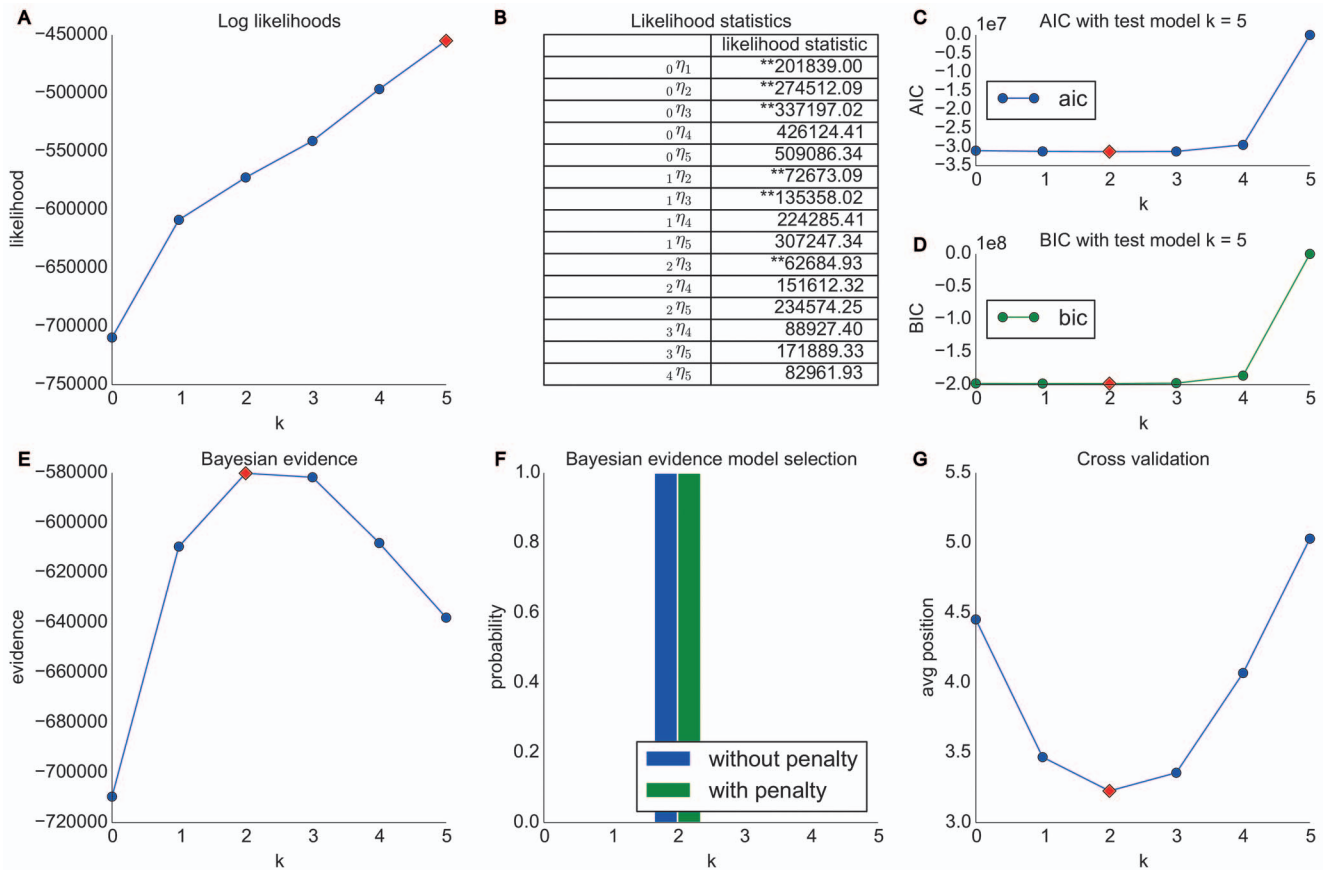 A
Log likelihoods
−450000
−500000
−550000
−600000
−650000
−700000
−750000
likelihood
0 1 2 3 4 5
k
B
Likelihood statistics
likelihood statistic
0η1 **201839.00
0η2 **274512.09
0η3 **337197.02
0η4 426124.41
0η5 509086.34
1η2 **72673.09
1η3 **135358.02
1η4 224285.41
1η5 307247.34
2η3 **62684.93
2η4 151612.32
2η5 234574.25
3η4 88927.40
3η5 171889.33
4η5 82961.93
C
1e7
AIC with test model k = 5
0.0
−0.5
−1.0
−1.5
−2.0
−2.5
−3.0
−3.5
AIC
aic
0 1 2 3 4 5
k
D
1e8
BIC with test model k = 5
0.0
−0.5
−1.0
−1.5
−2.0
BIC
bic
0 1 2 3 4 5
k
E
Bayesian evidence
−580000
−600000
−620000
−640000
−660000
−680000
−700000
−720000
evidence
0 1 2 3 4 5
k
F
Bayesian evidence model selection
1.0
0.8
0.6
0.4
0.2
0.0
probability
without penalty
with penalty
0 1 2 3 4 5
k
G
Cross validation
5.5
5.0
4.5
4.0
3.5
3.0
avg position
0 1 2 3 4 5
k